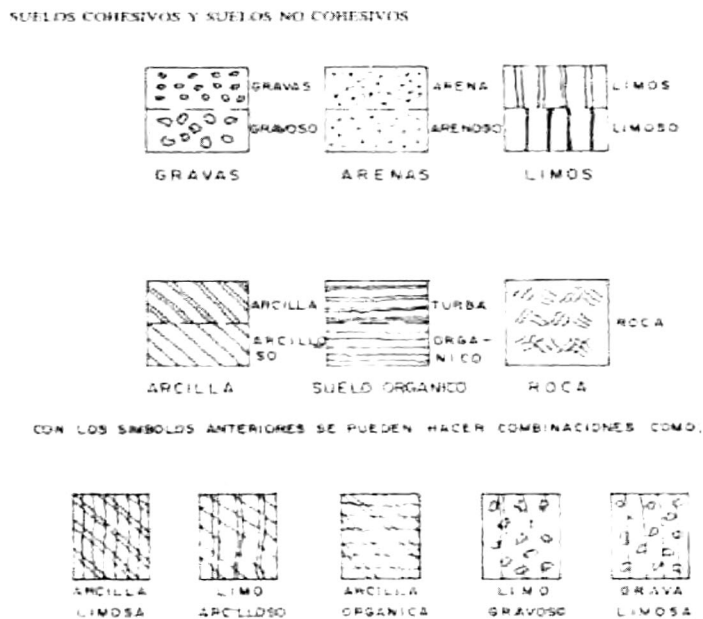 SUELOS COHESIVOS Y SUELOS NO COHESIVOS
GRAVAS
GRAVOSO
GRAVAS
ARENA
ARENOSO
ARENAS
LIMOS
LIMOSO
LIMOS
ARCILLA
ARCILLO
SO
ARCILLA
TURBA
ORGA-
NICO
SUELO ORGANICO
ROCA
ROCA
CON LOS SIMBOLOS ANTERIORES SE PUEDEN HACER COMBINACIONES COMO,
ARCILLA
LIMOSA
LIMO
ARCILLOSO
ARCILLA
ORGANICA
LIMO
GRAVOSO
GRAVA
LIMOSA